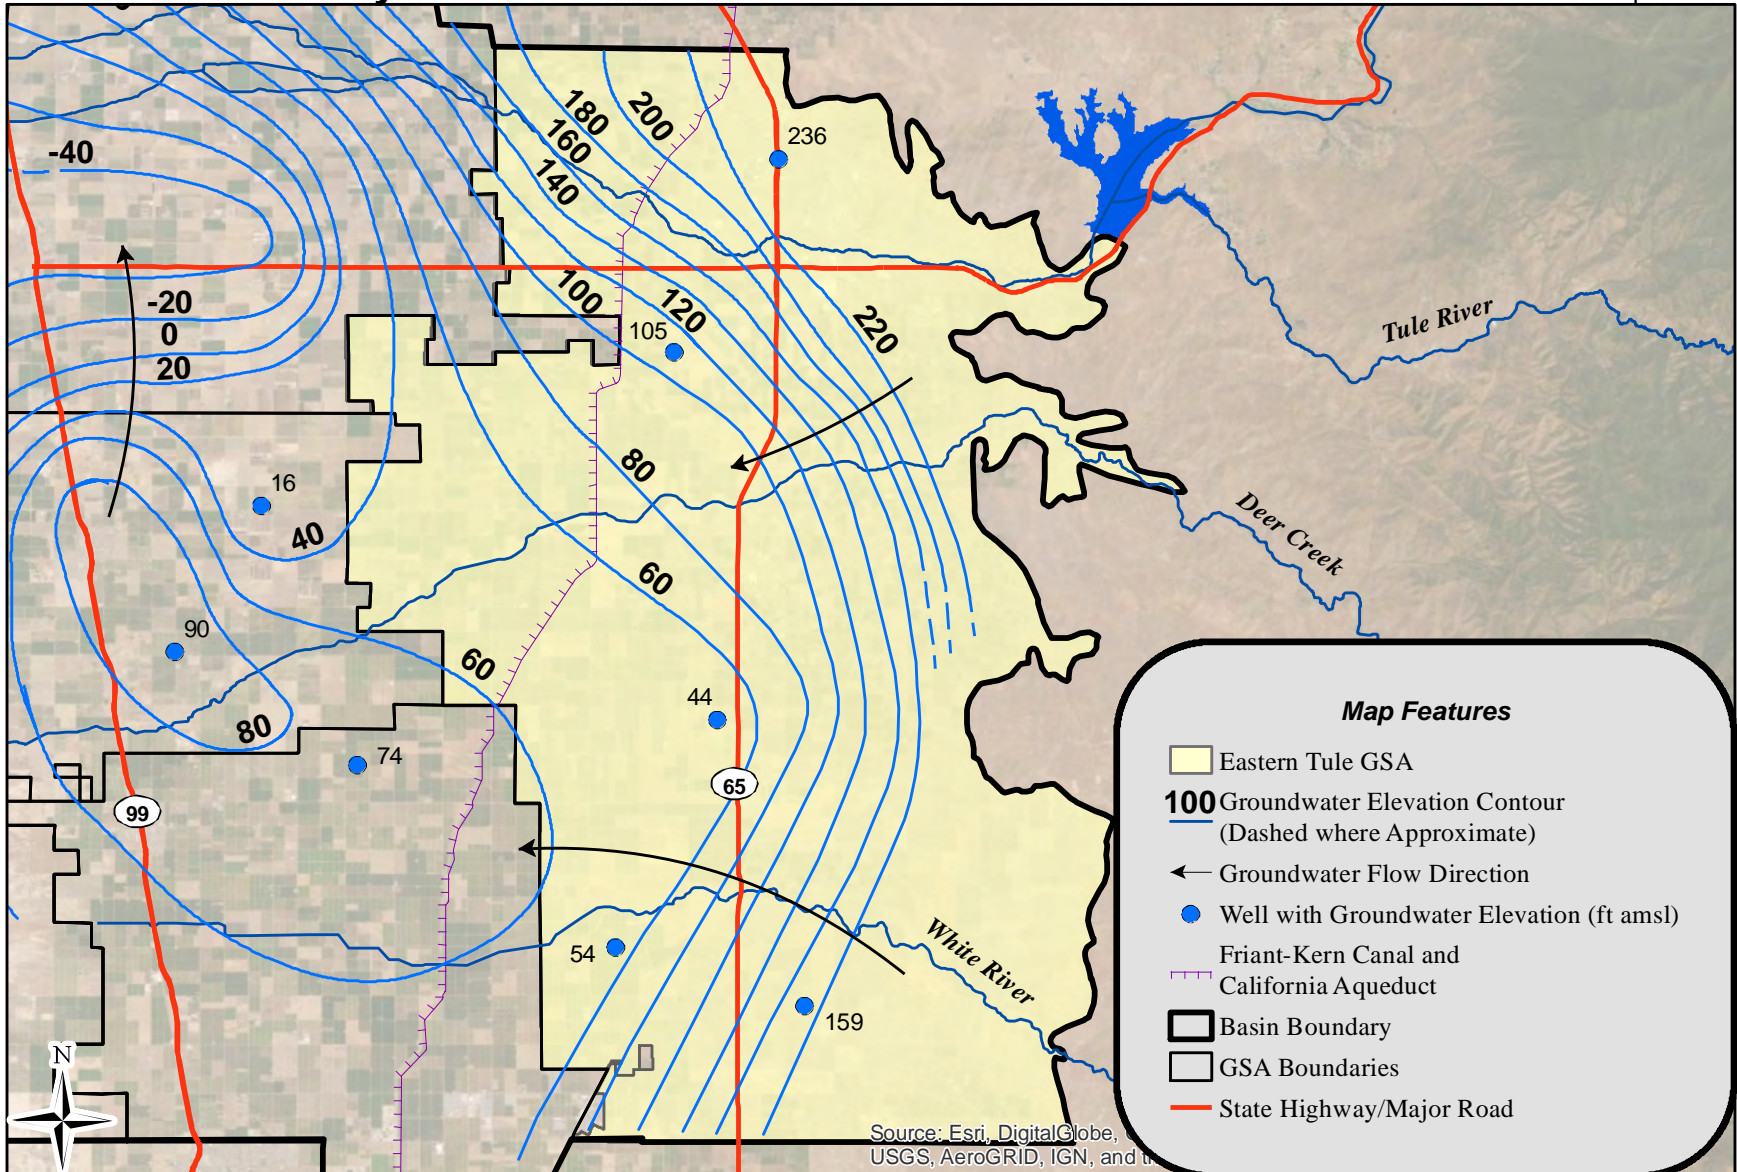 180
200
160
140
236
-40
-20
0
20
100
120
105
220
Tule River
80
16
40
60
Deer Creek
90
60
80
44
74
65
99
54
White River
159
N
Map Features
Eastern Tule GSA
100 Groundwater Elevation Contour
(Dashed where Approximate)
Groundwater Flow Direction
Well with Groundwater Elevation (ft amsl)
Friant-Kern Canal and
California Aqueduct
Basin Boundary
GSA Boundaries
State Highway/Major Road
Source: Esri, DigitalGlobe,
USGS, AeroGRID, IGN, and